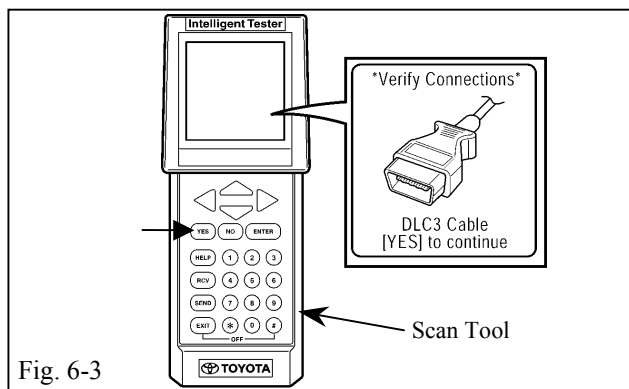 Intelligent Tester
*Verify Connections*
DLC3 Cable
[YES] to continue
YES NO ENTER
HELP 1 2 3
RCV 4 5 6
SEND 7 8 9
EXIT * 0 #
OFF
TOYOTA
Scan Tool
Fig. 6-3